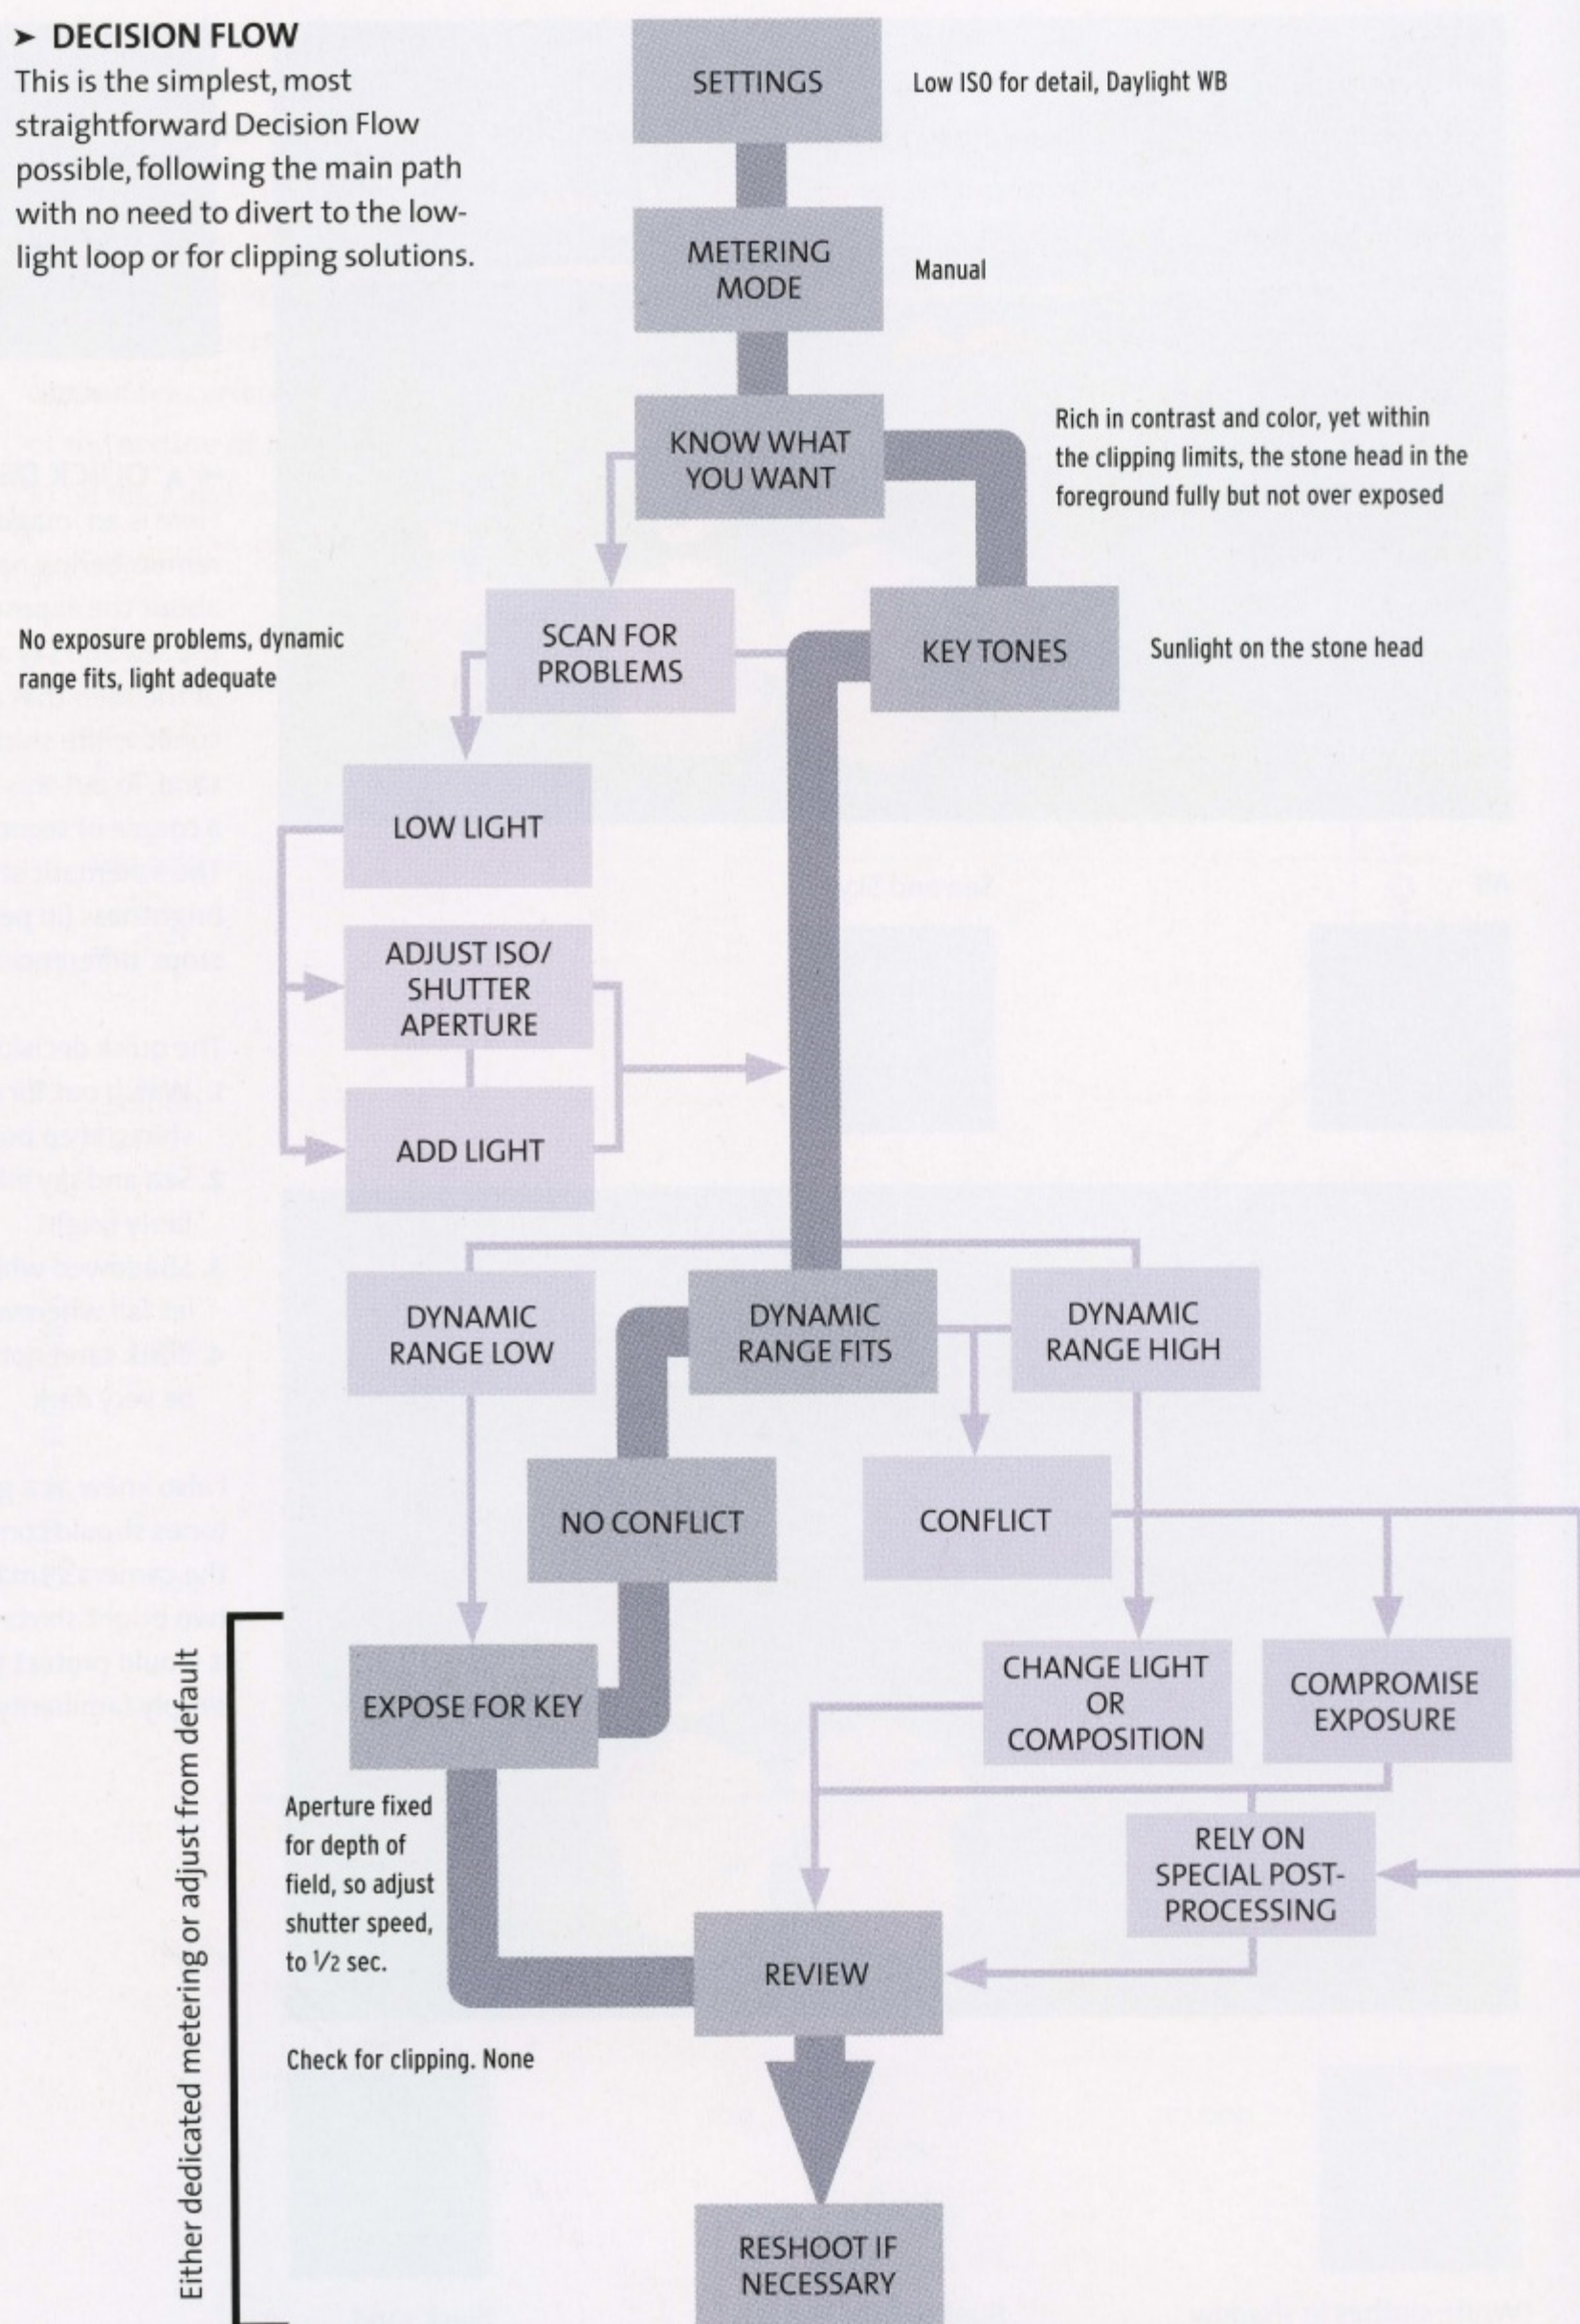 ➤ DECISION FLOW
This is the simplest, most
straightforward Decision Flow
possible, following the main path
with no need to divert to the low-
light loop or for clipping solutions.
SETTINGS
Low ISO for detail, Daylight WB
METERING
MODE
Manual
KNOW WHAT
YOU WANT
Rich in contrast and color, yet within
the clipping limits, the stone head in the
foreground fully but not over exposed
No exposure problems, dynamic
range fits, light adequate
SCAN FOR
PROBLEMS
KEY TONES
Sunlight on the stone head
LOW LIGHT
ADJUST ISO/
SHUTTER
APERTURE
ADD LIGHT
DYNAMIC
RANGE LOW
DYNAMIC
RANGE FITS
DYNAMIC
RANGE HIGH
NO CONFLICT
CONFLICT
Either dedicated metering or adjust from default
EXPOSE FOR KEY
CHANGE LIGHT
OR
COMPOSITION
COMPROMISE
EXPOSURE
Aperture fixed
for depth of
field, so adjust
shutter speed,
to 1/2 sec.
RELY ON
SPECIAL POST-
PROCESSING
REVIEW
Check for clipping. None
RESHOOT IF
NECESSARY